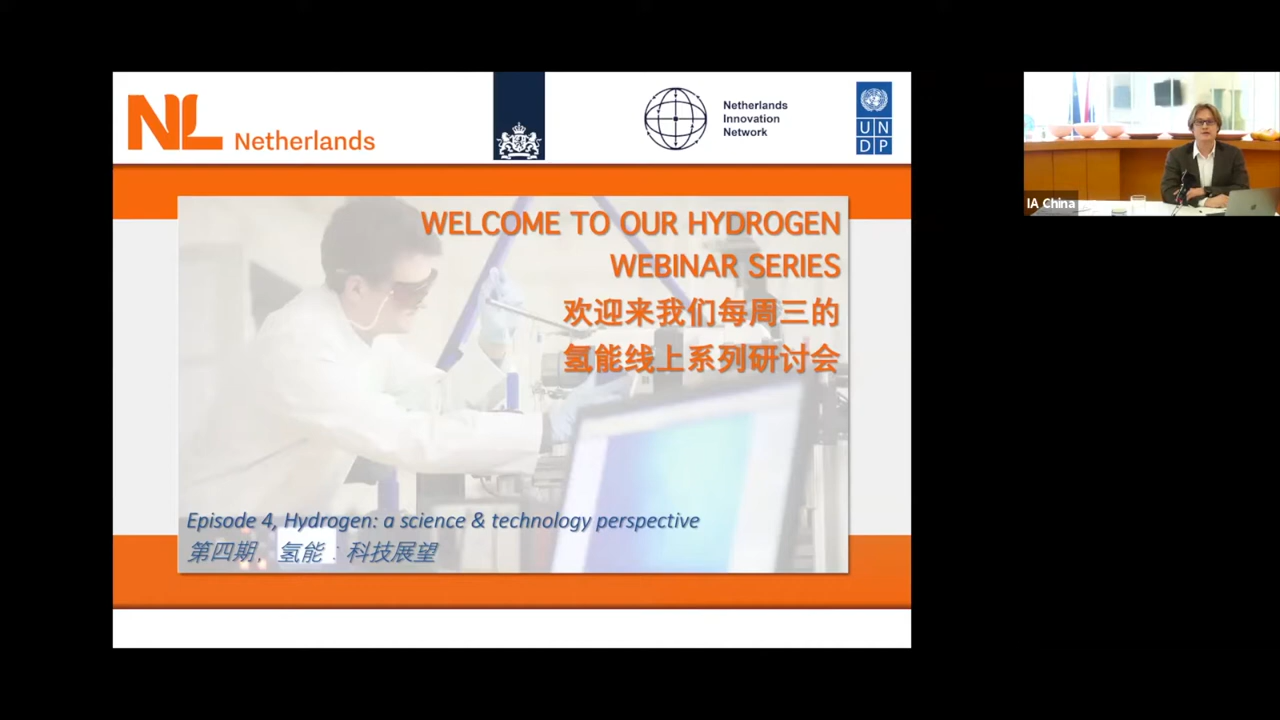 NL Netherlands
Netherlands
Innovation
Network
UN
DP
WELCOME TO OUR HYDROGEN
WEBINAR SERIES
欢迎来我们每周三的
氢能线上系列研讨会
Episode 4, Hydrogen: a science & technology perspective
第四期，氢能：科技展望
IA China